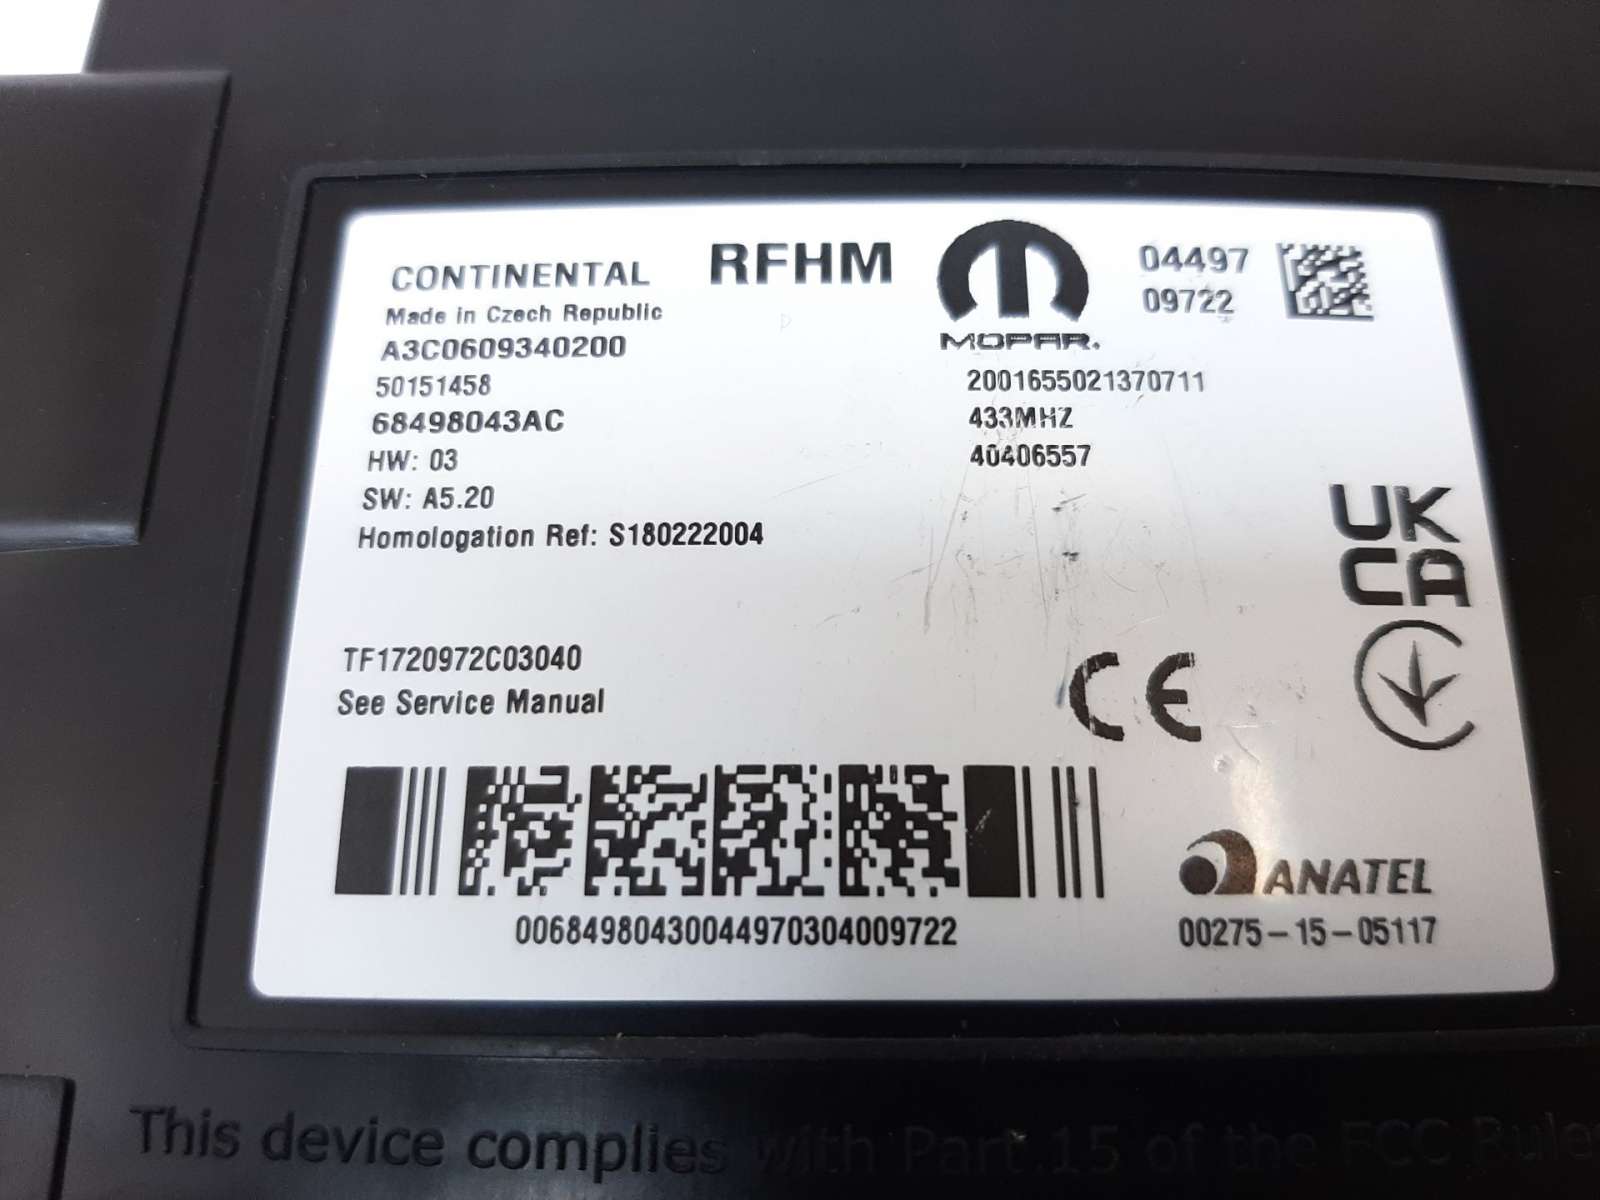 CONTINENTAL RFHM MOPAR. 04497
Made in Czech Republic 09722
A3C0609340200
50151458 2001655021370711
68498043AC 433MHZ
HW: 03 40406557
SW: A5.20
Homologation Ref: S180222004
UK
CA
TF1720972C03040
See Service Manual
CE
ANATEL
00684980430044970304009722 00275-15-05117
This device complies with Part 15 of the FCC Rules